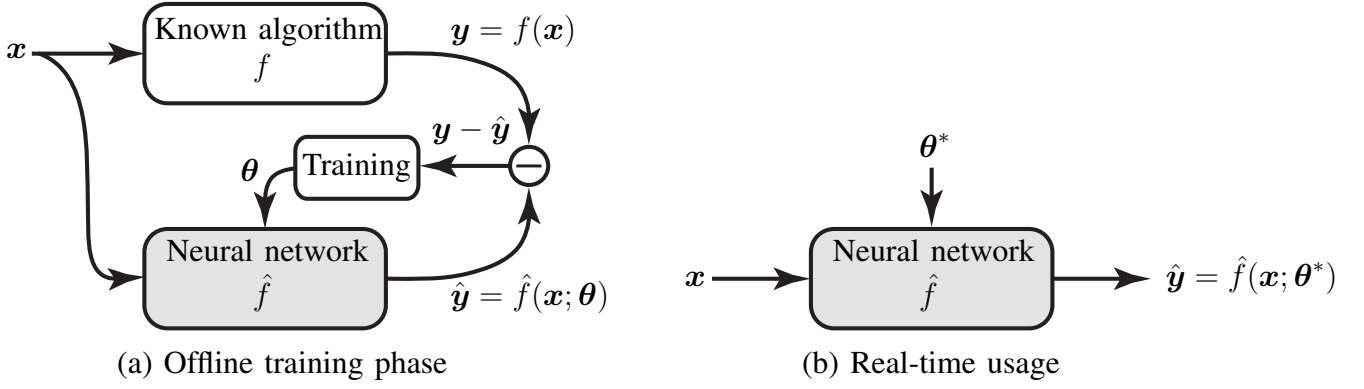 Known algorithm
f
x
y = f(x)
y − ŷ
Training
θ
Neural network
f̂
ŷ = f̂(x; θ)
(a) Offline training phase
θ*
x
Neural network
f̂
ŷ = f̂(x; θ*)
(b) Real-time usage